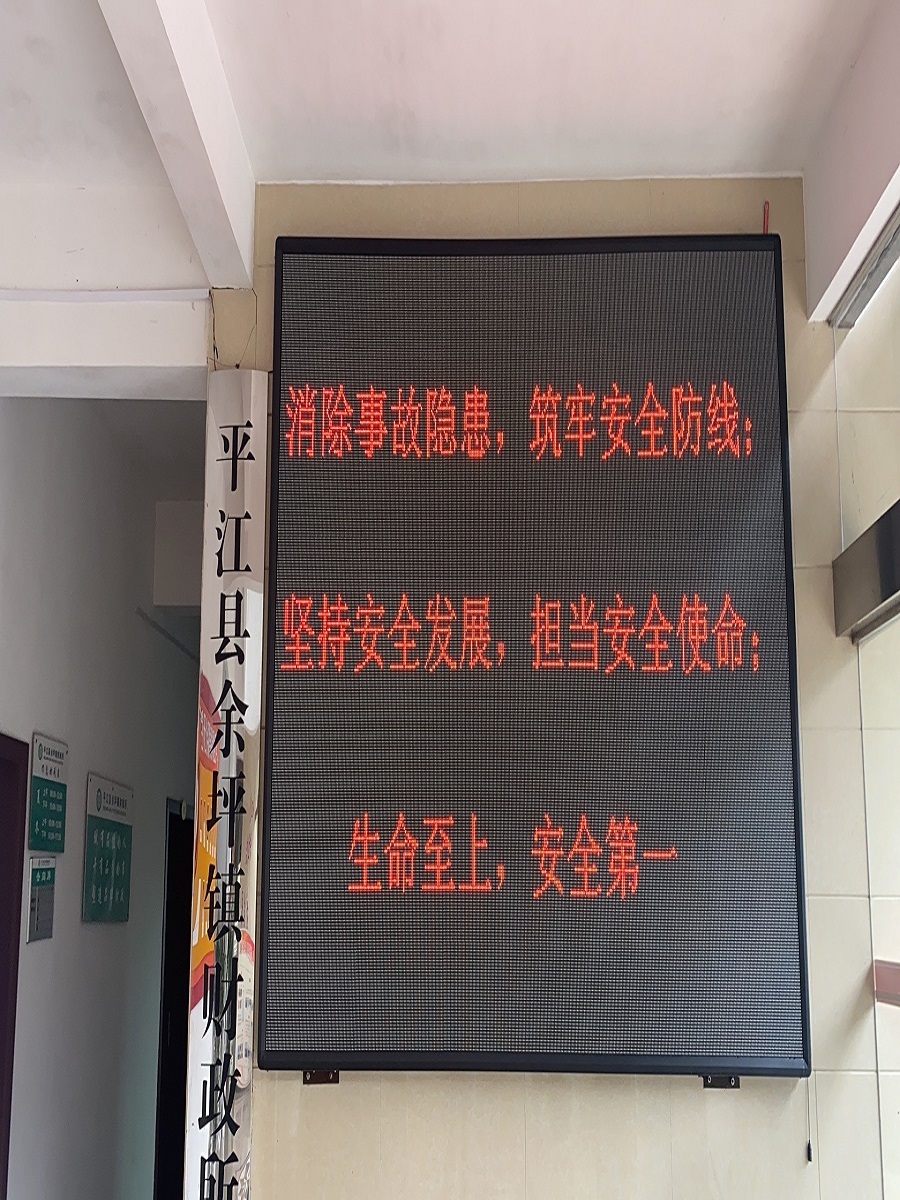 消除事故隐患，筑牢安全防线；
坚持安全发展，担当安全使命；
生命至上，安全第一
平江县余坪镇财政所